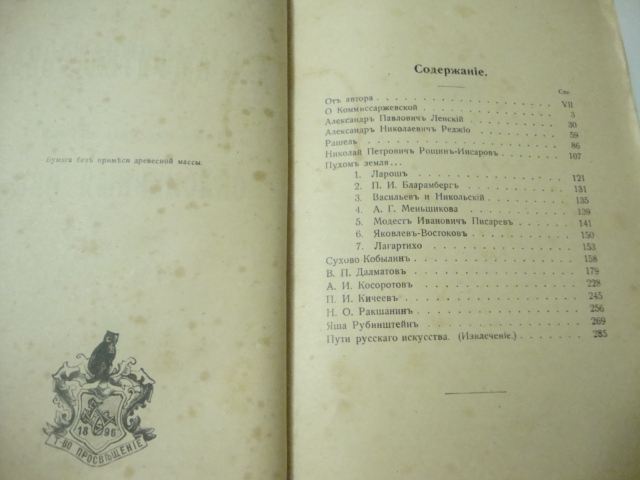 бумага безъ примѣси древесной массы.
18 96
Т-во ПРОСВѢЩЕНІЕ
Содержаніе.
Стр.
Отъ автора . . . VII
О Коммиссаржевской . . . 3
Александръ Павловичъ Ленскій . . . 30
Александръ Николаевичъ Реджіо . . . 59
Рашель . . . 86
Николай Петровичъ Рощинъ-Инсаровъ . . . 107
Пухомъ земля...
1. Ларошъ . . . 121
2. П. И. Бларамбергъ . . . 131
3. Васильевъ и Никольскій . . . 135
4. А. Г. Меньшикова . . . 139
5. Модестъ Ивановичъ Писаревъ . . . 141
6. Яковлевъ-Востоковъ . . . 150
7. Лагартихо . . . 153
Сухово Кобылинъ . . . 158
В. П. Далматовъ . . . 179
А. И. Косоротовъ . . . 228
П. И. Кичеевъ . . . 245
Н. О. Ракшанинъ . . . 256
Яша Рубинштейнъ . . . 269
Пути русскаго искусства. (Извлеченіе.) . . . 285